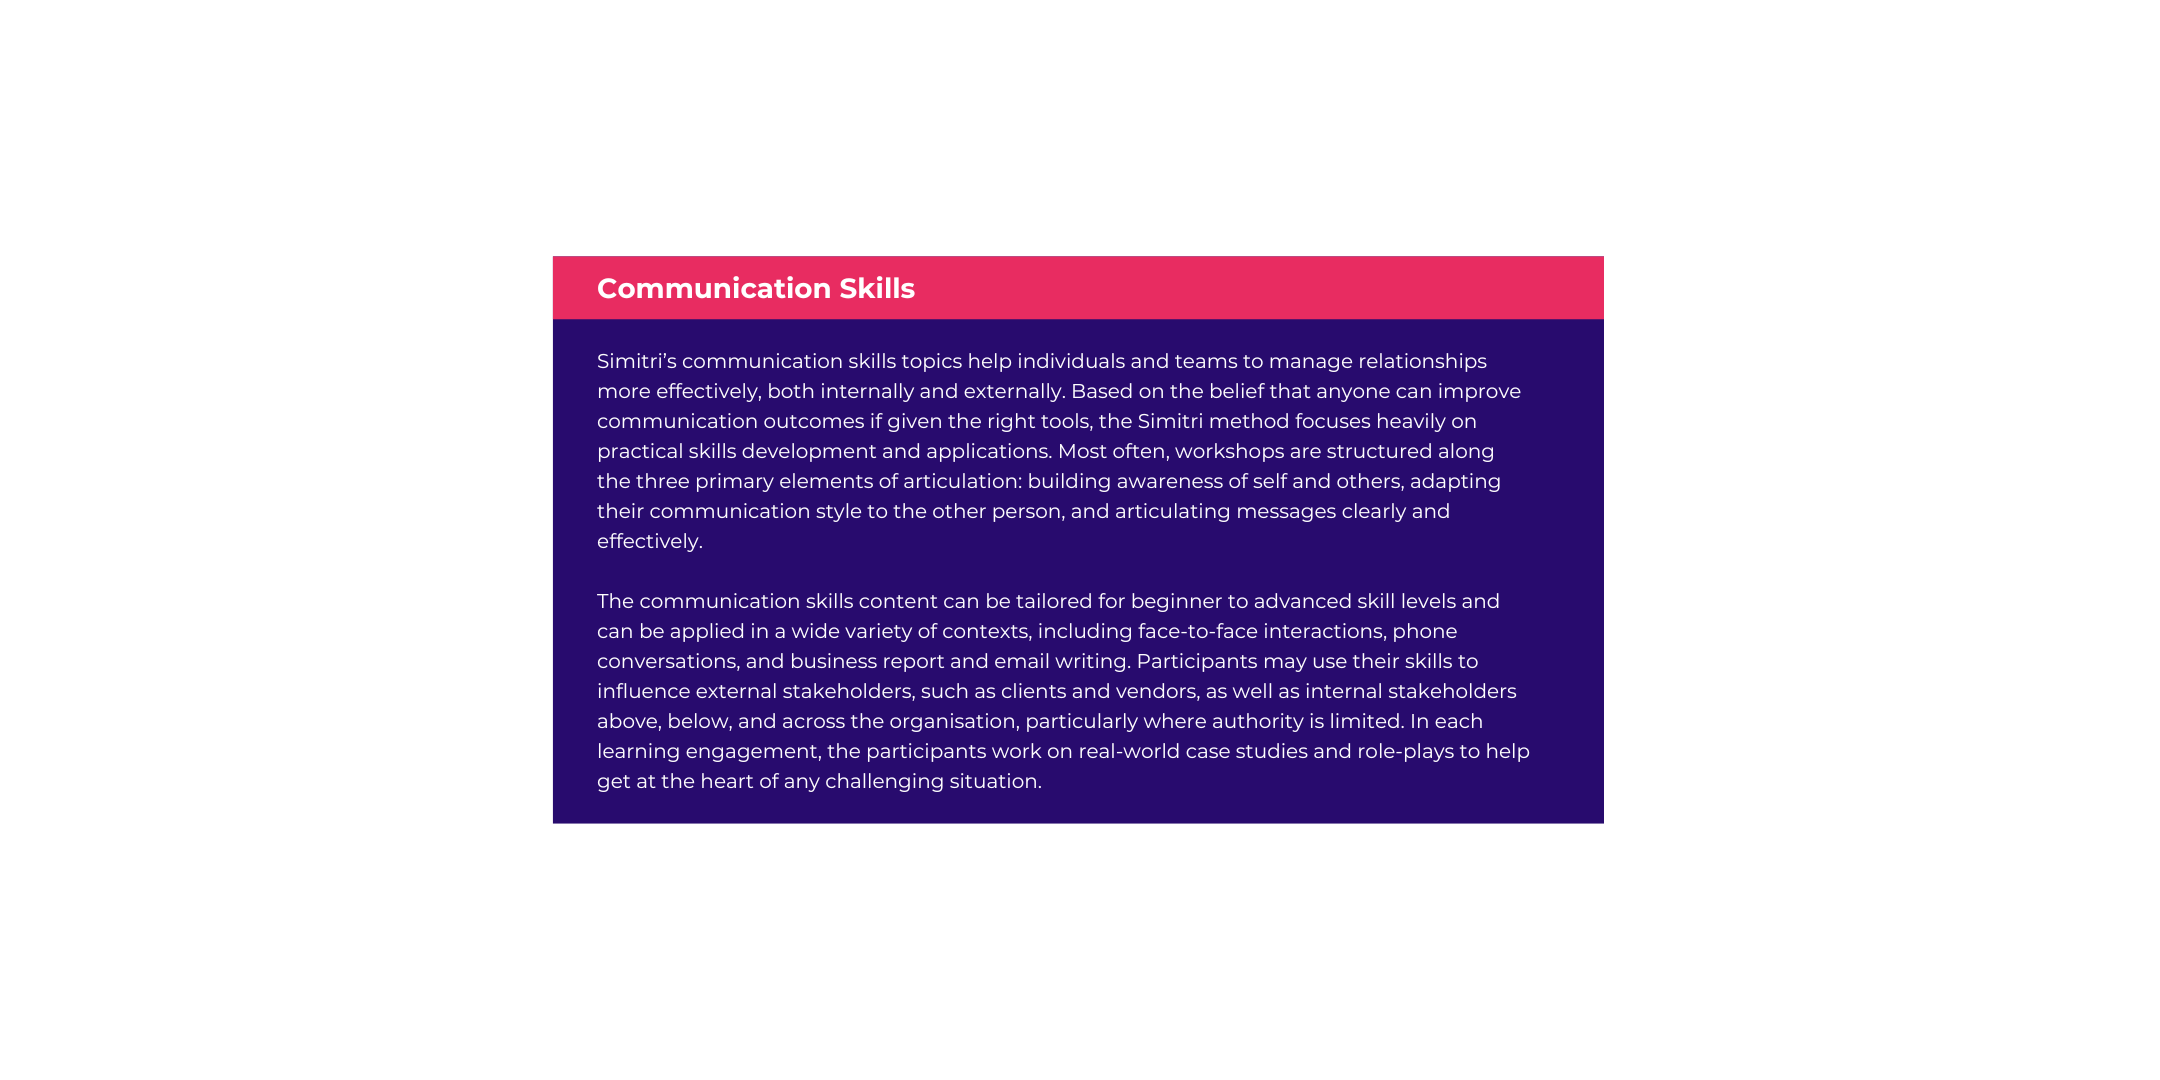 Communication Skills
Simitri’s communication skills topics help individuals and teams to manage relationships
more effectively, both internally and externally. Based on the belief that anyone can improve
communication outcomes if given the right tools, the Simitri method focuses heavily on
practical skills development and applications. Most often, workshops are structured along
the three primary elements of articulation: building awareness of self and others, adapting
their communication style to the other person, and articulating messages clearly and
effectively.
The communication skills content can be tailored for beginner to advanced skill levels and
can be applied in a wide variety of contexts, including face-to-face interactions, phone
conversations, and business report and email writing. Participants may use their skills to
influence external stakeholders, such as clients and vendors, as well as internal stakeholders
above, below, and across the organisation, particularly where authority is limited. In each
learning engagement, the participants work on real-world case studies and role-plays to help
get at the heart of any challenging situation.